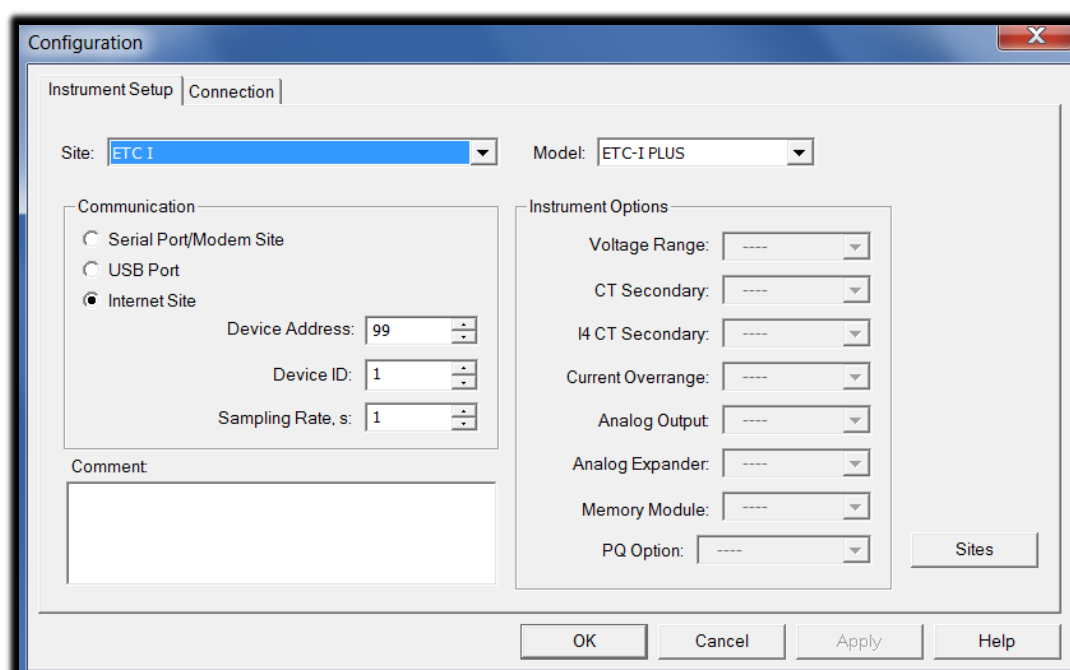 Configuration
Instrument Setup
Connection
Site: ETC I
Model: ETC-I PLUS
Communication
Serial Port/Modem Site
USB Port
Internet Site
Device Address: 99
Device ID: 1
Sampling Rate, s: 1
Comment:
Instrument Options
Voltage Range: ----
CT Secondary: ----
I4 CT Secondary: ----
Current Overrange: ----
Analog Output: ----
Analog Expander: ----
Memory Module: ----
PQ Option: ----
Sites
OK
Cancel
Apply
Help